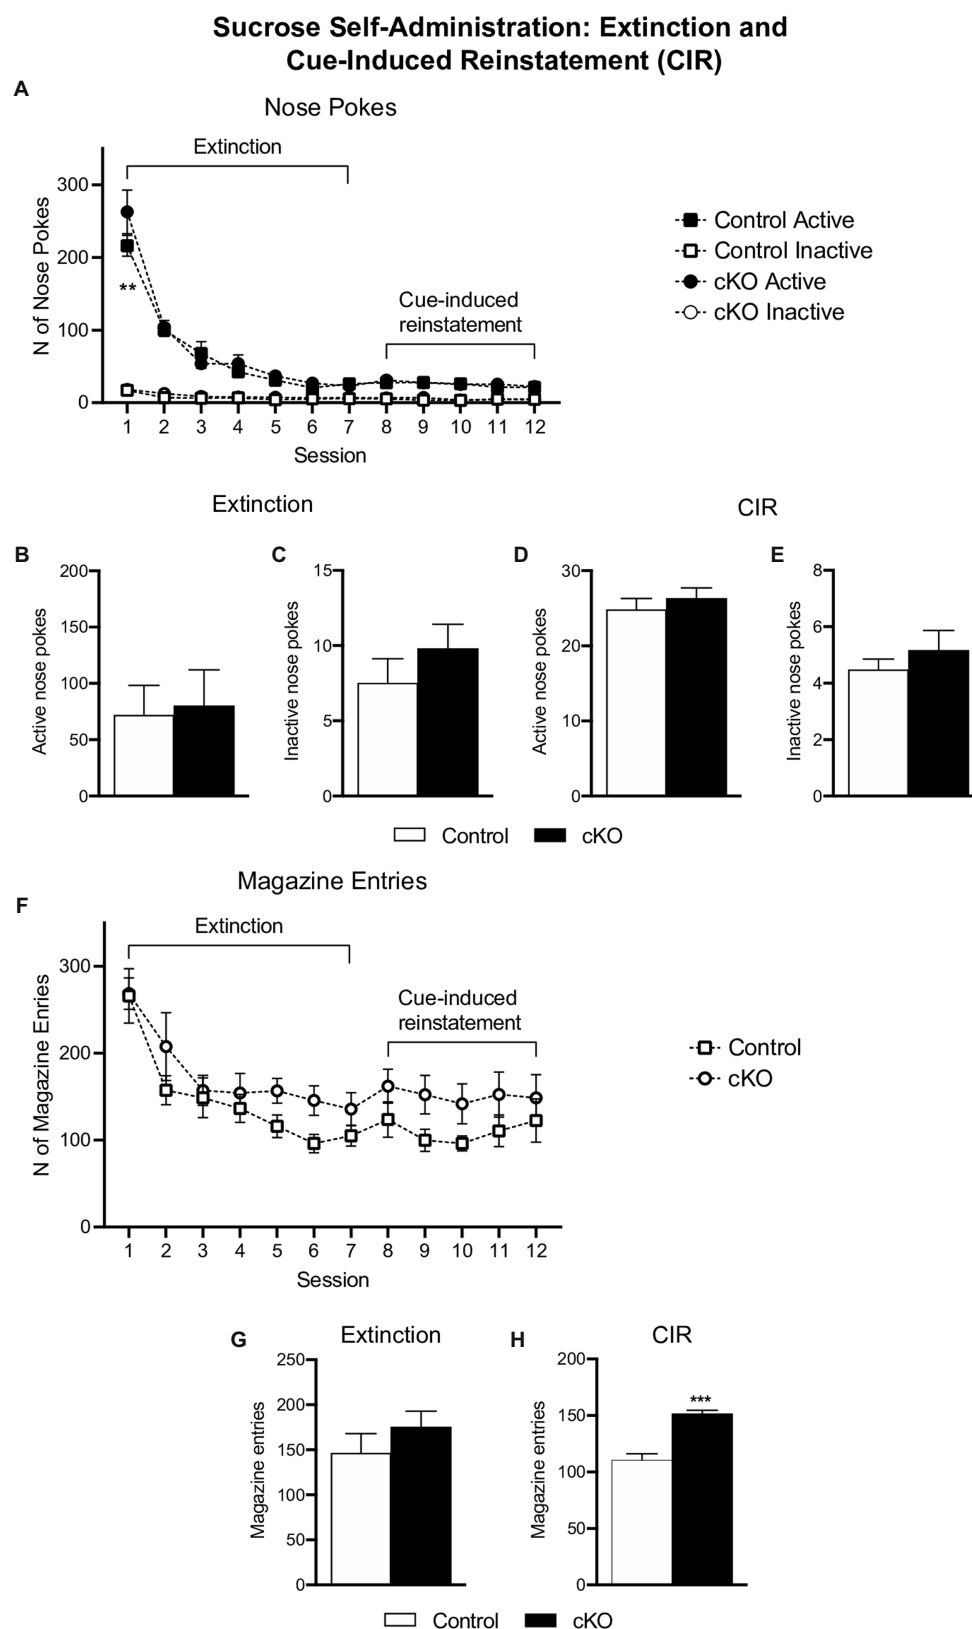 Sucrose Self-Administration: Extinction and
Cue-Induced Reinstatement (CIR)
A
Nose Pokes
Extinction
N of Nose Pokes
300
200
100
0
**
Cue-induced
reinstatement
1 2 3 4 5 6 7 8 9 10 11 12
Session
Control Active
Control Inactive
cKO Active
cKO Inactive
Extinction
CIR
B
Active nose pokes
200
150
100
50
0
C
Inactive nose pokes
15
10
5
0
D
Active nose pokes
30
20
10
0
E
Inactive nose pokes
8
6
4
2
0
Control cKO
Magazine Entries
F
Extinction
N of Magazine Enries
300
200
100
0
Cue-induced
reinstatement
1 2 3 4 5 6 7 8 9 10 11 12
Session
Control
cKO
G
Extinction
Magazine entries
250
200
150
100
50
0
H
CIR
Magazine entries
200
150
100
50
0
***
Control cKO